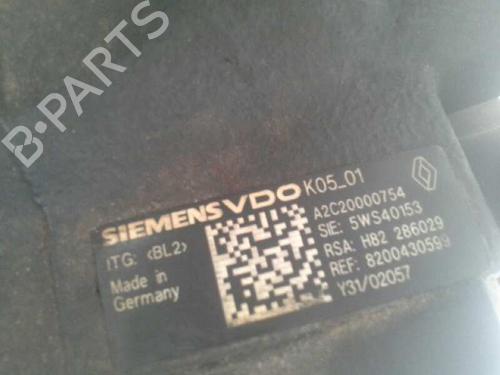 B-PARTS
SIEMENS VDO K05_01
ITG: <BL2>
Made in
Germany
A2C20000754
SIE: 5WS40153
RSA: H82 286029
REF: 8200430599
Y31/02057